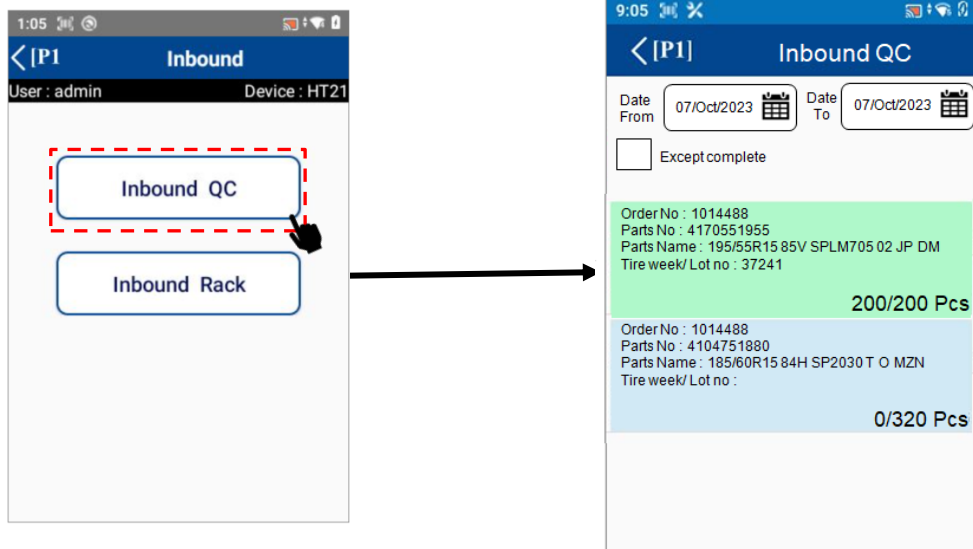 1:05
[P1
Inbound
User : admin
Device : HT21
Inbound QC
Inbound Rack
9:05
[P1]
Inbound QC
Date From
07/Oct/2023
Date To
07/Oct/2023
Except complete
Order No : 1014488
Parts No : 4170551955
Parts Name : 195/55R15 85V SPLM705 02 JP DM
Tire week/ Lot no : 37241
200/200 Pcs
Order No : 1014488
Parts No : 4104751880
Parts Name : 185/60R15 84H SP2030 T O MZN
Tire week/ Lot no :
0/320 Pcs